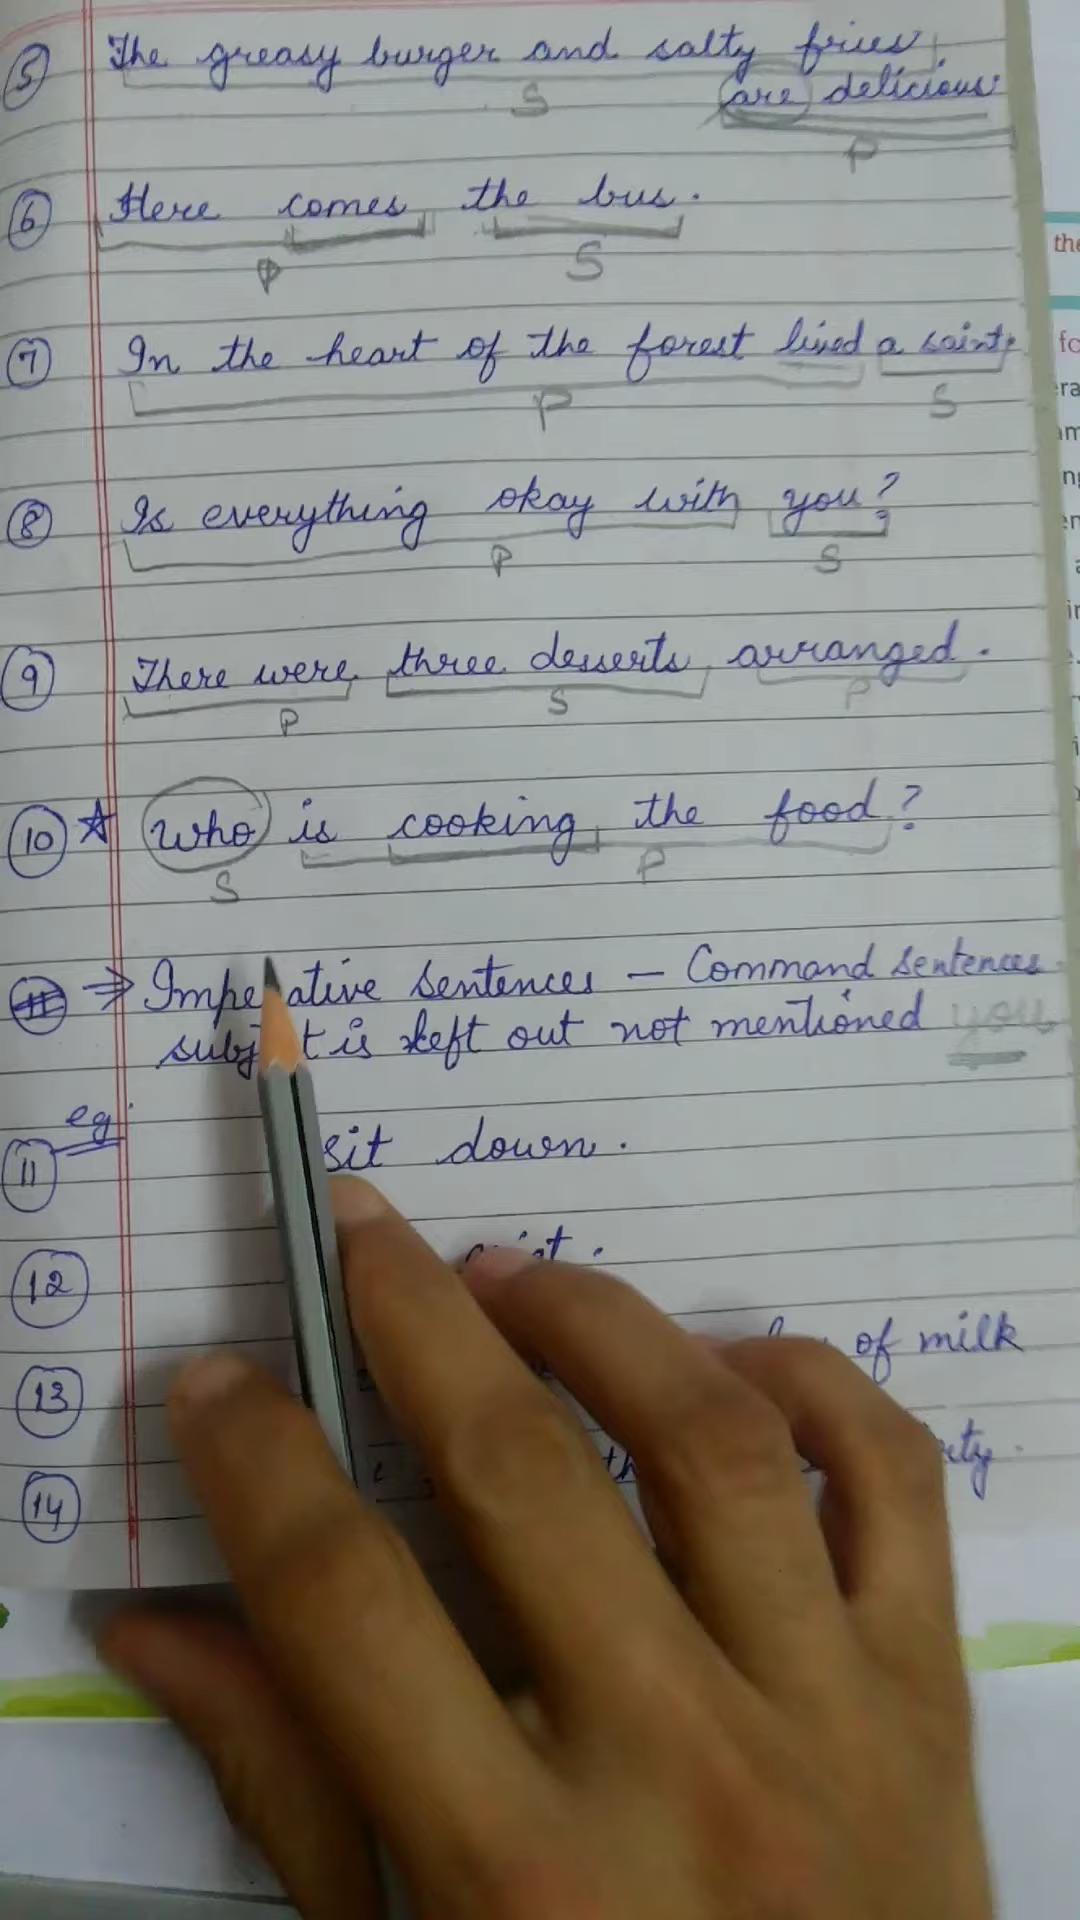 5 The greasy burger and salty fries
are delicious
S P
6 Here comes the bus.
P S
7 In the heart of the forest lived a saint.
P S
8 Is everything okay with you?
P S
9 There were three desserts arranged.
P S P
10 ☆ Who is cooking the food?
S P
⇒ Imperative Sentences – Command sentences.
is left out not mentioned you
eg
11 sit down.
12
13 of milk
14
the
fo